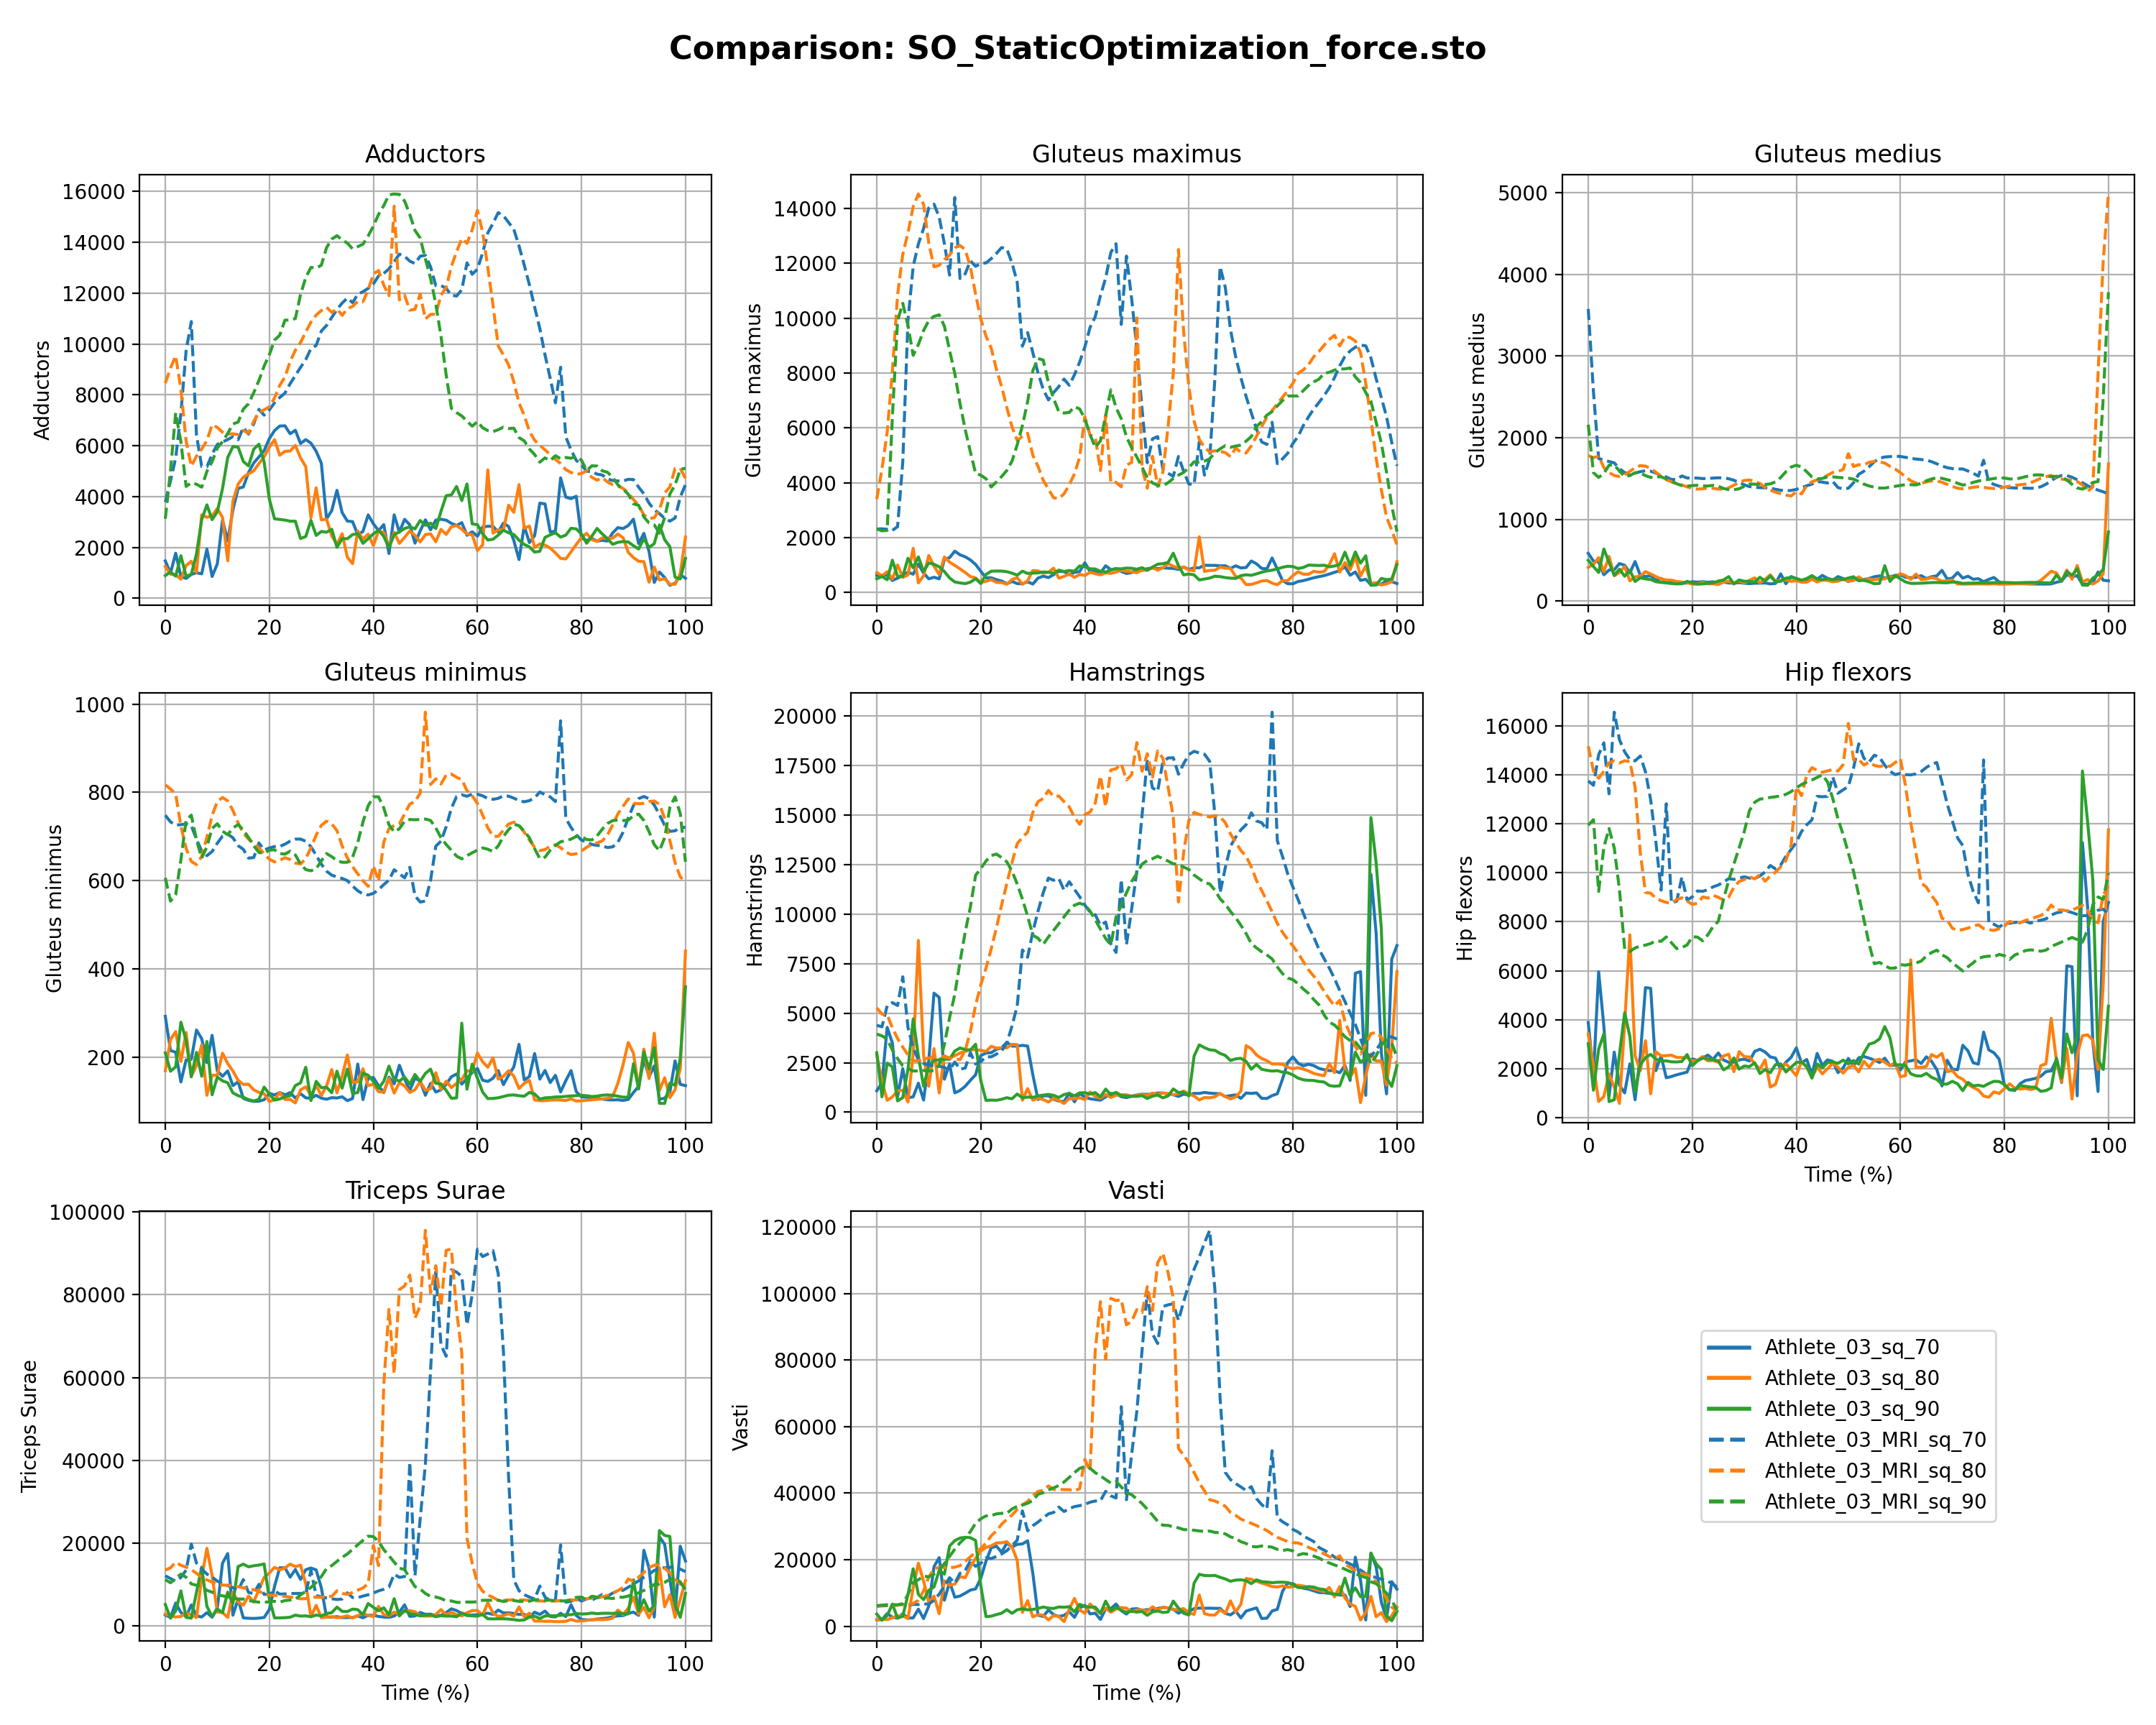 Comparison: SO_StaticOptimization_force.sto
Adductors
Gluteus maximus
Gluteus medius
Adductors
16000
14000
12000
10000
8000
6000
4000
2000
0
0 20 40 60 80 100
Gluteus maximus
14000
12000
10000
8000
6000
4000
2000
0
0 20 40 60 80 100
Gluteus medius
5000
4000
3000
2000
1000
0
0 20 40 60 80 100
Gluteus minimus
Hamstrings
Hip flexors
Gluteus minimus
1000
800
600
400
200
0 20 40 60 80 100
Hamstrings
20000
17500
15000
12500
10000
7500
5000
2500
0
0 20 40 60 80 100
Hip flexors
16000
14000
12000
10000
8000
6000
4000
2000
0
0 20 40 60 80 100
Time (%)
Triceps Surae
Vasti
Triceps Surae
100000
80000
60000
40000
20000
0
0 20 40 60 80 100
Time (%)
Vasti
120000
100000
80000
60000
40000
20000
0
0 20 40 60 80 100
Time (%)
Athlete_03_sq_70
Athlete_03_sq_80
Athlete_03_sq_90
Athlete_03_MRI_sq_70
Athlete_03_MRI_sq_80
Athlete_03_MRI_sq_90